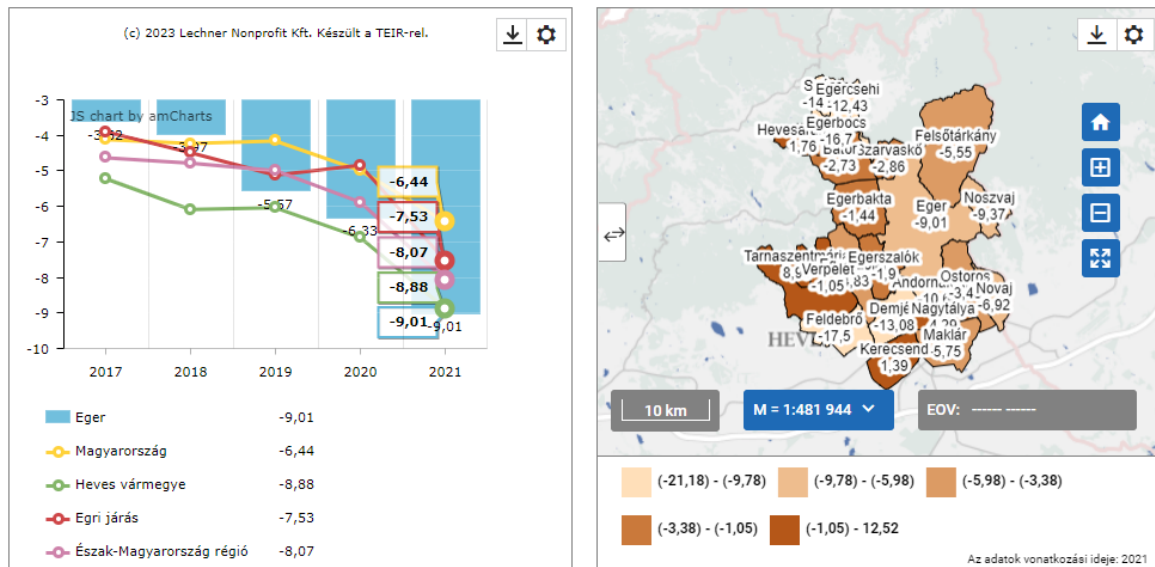 (c) 2023 Lechner Nonprofit Kft. Készült a TEIR-rel.
-3
-4
-5
-6
-7
-8
-9
-10
JS chart by amCharts
-5,57
-6,33
-9,01
-6,44
-7,53
-8,07
-8,88
-9,01
2017
2018
2019
2020
2021
Eger -9,01
Magyarország -6,44
Heves vármegye -8,88
Egri járás -7,53
Észak-Magyarország régió -8,07
Egercsehi
-12,43
Egerbocs
-16,7
1,76
-2,73
-2,86
Felsőtárkány
-5,55
Egerbakta
-1,44
Eger
-9,01
Noszvaj
-9,37
Egerszalók
-1,9
Verpelét
-1,05
Ostoros
Novaj
-6,92
Feldebrő
-17,5
-13,08
Nagytálya
Maklár
-5,75
Kerecsend
1,39
10 km
M = 1:481 944
EOV: ------ ------
(-21,18) - (-9,78)
(-9,78) - (-5,98)
(-5,98) - (-3,38)
(-3,38) - (-1,05)
(-1,05) - 12,52
Az adatok vonatkozási ideje: 2021